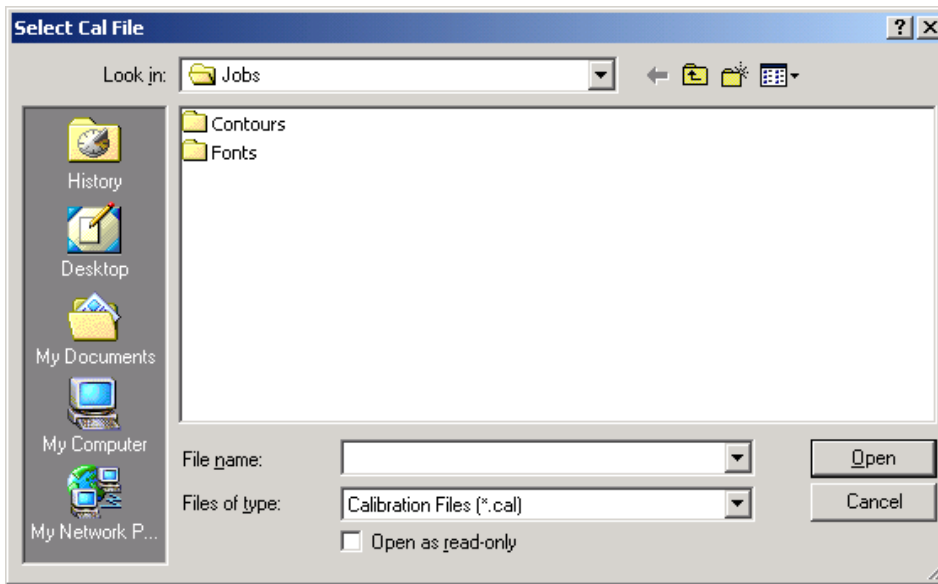 Select Cal File
Look in: Jobs
Contours
Fonts
History
Desktop
My Documents
My Computer
My Network P...
File name:
Open
Files of type: Calibration Files (*.cal)
Cancel
Open as read-only